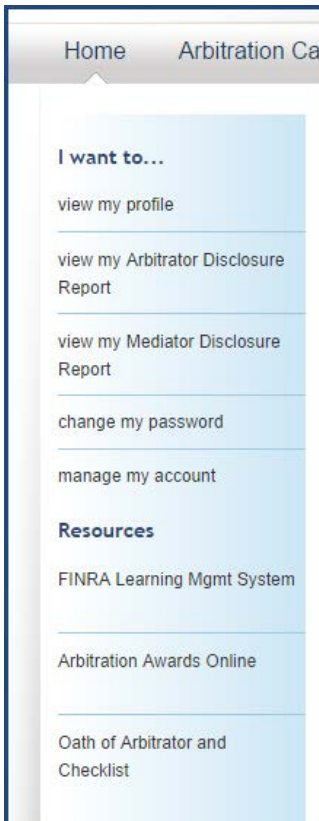 Home Arbitration Ca
I want to...
view my profile
view my Arbitrator Disclosure
Report
view my Mediator Disclosure
Report
change my password
manage my account
Resources
FINRA Learning Mgmt System
Arbitration Awards Online
Oath of Arbitrator and
Checklist